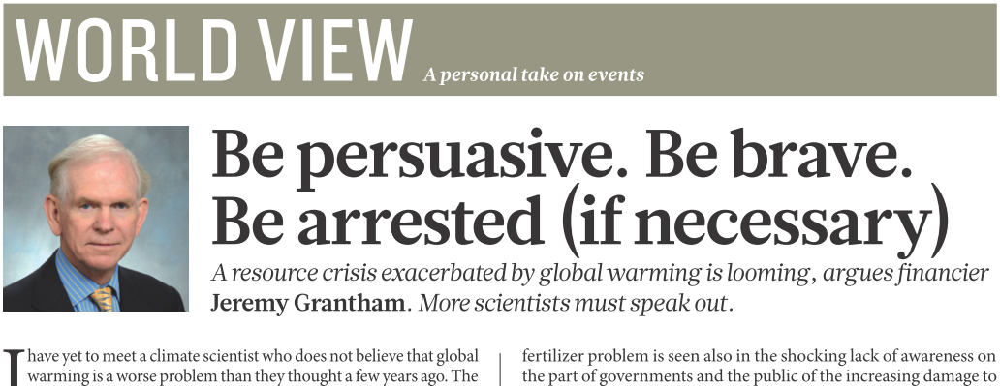 WORLD VIEW A personal take on events
Be persuasive. Be brave.
Be arrested (if necessary)
A resource crisis exacerbated by global warming is looming, argues financier
Jeremy Grantham. More scientists must speak out.
I have yet to meet a climate scientist who does not believe that global
warming is a worse problem than they thought a few years ago. The
fertilizer problem is seen also in the shocking lack of awareness on
the part of governments and the public of the increasing damage to